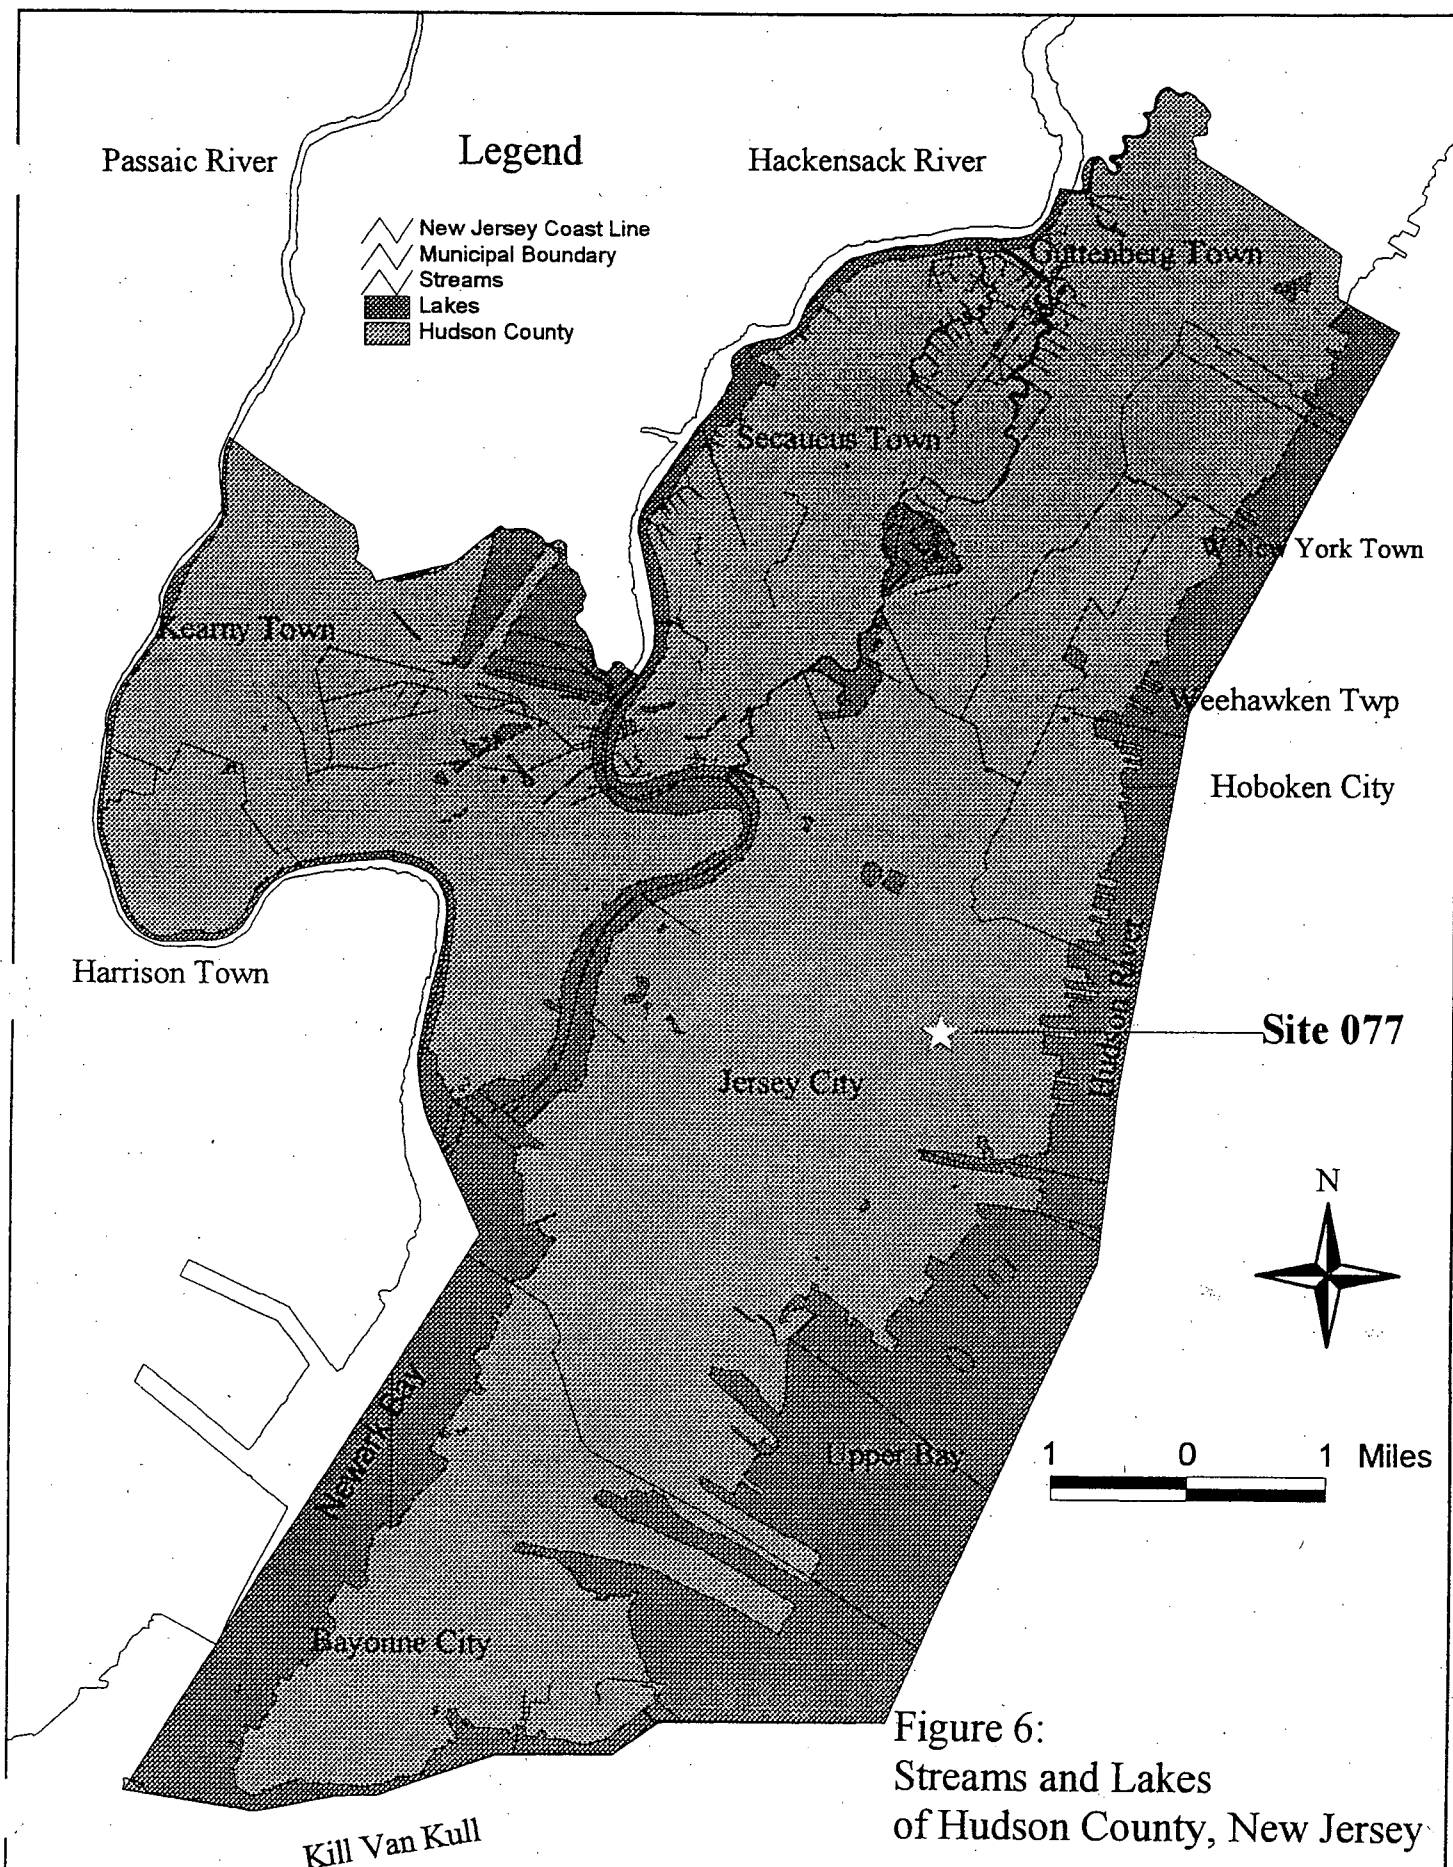 Passaic River
Legend
Hackensack River
New Jersey Coast Line
Municipal Boundary
Streams
Lakes
Hudson County
Guttenberg Town
Secaucus Town
W New York Town
Kearny Town
Weehawken Twp
Hoboken City
Harrison Town
Hudson River
Site 077
Jersey City
N
Newark Bay
Upper Bay
1 0 1 Miles
Bayonne City
Figure 6:
Streams and Lakes
of Hudson County, New Jersey
Kill Van Kull